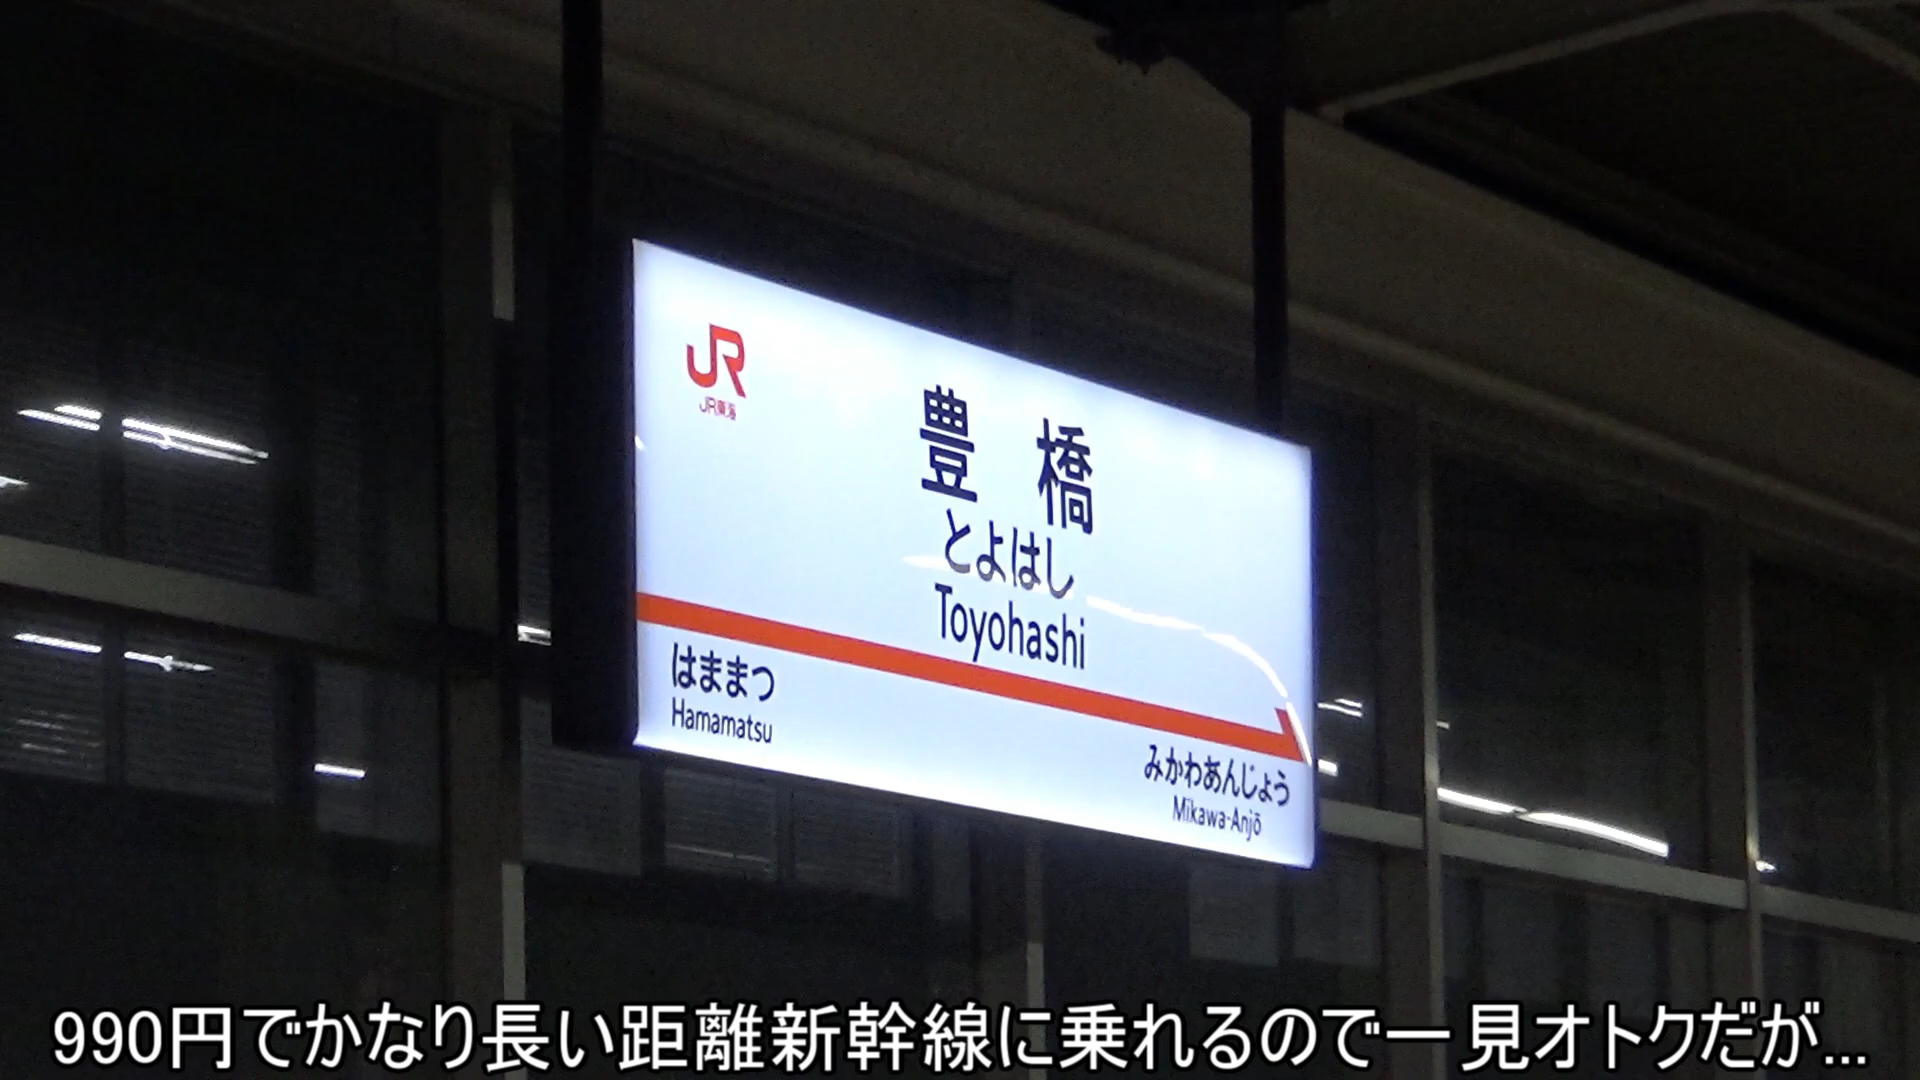 JR
JR東海
豊橋
とよはし
Toyohashi
はままつ
Hamamatsu
みかわあんじょう
Mikawa-Anjō
990円でかなり長い距離新幹線に乗れるので一見オトクだが...